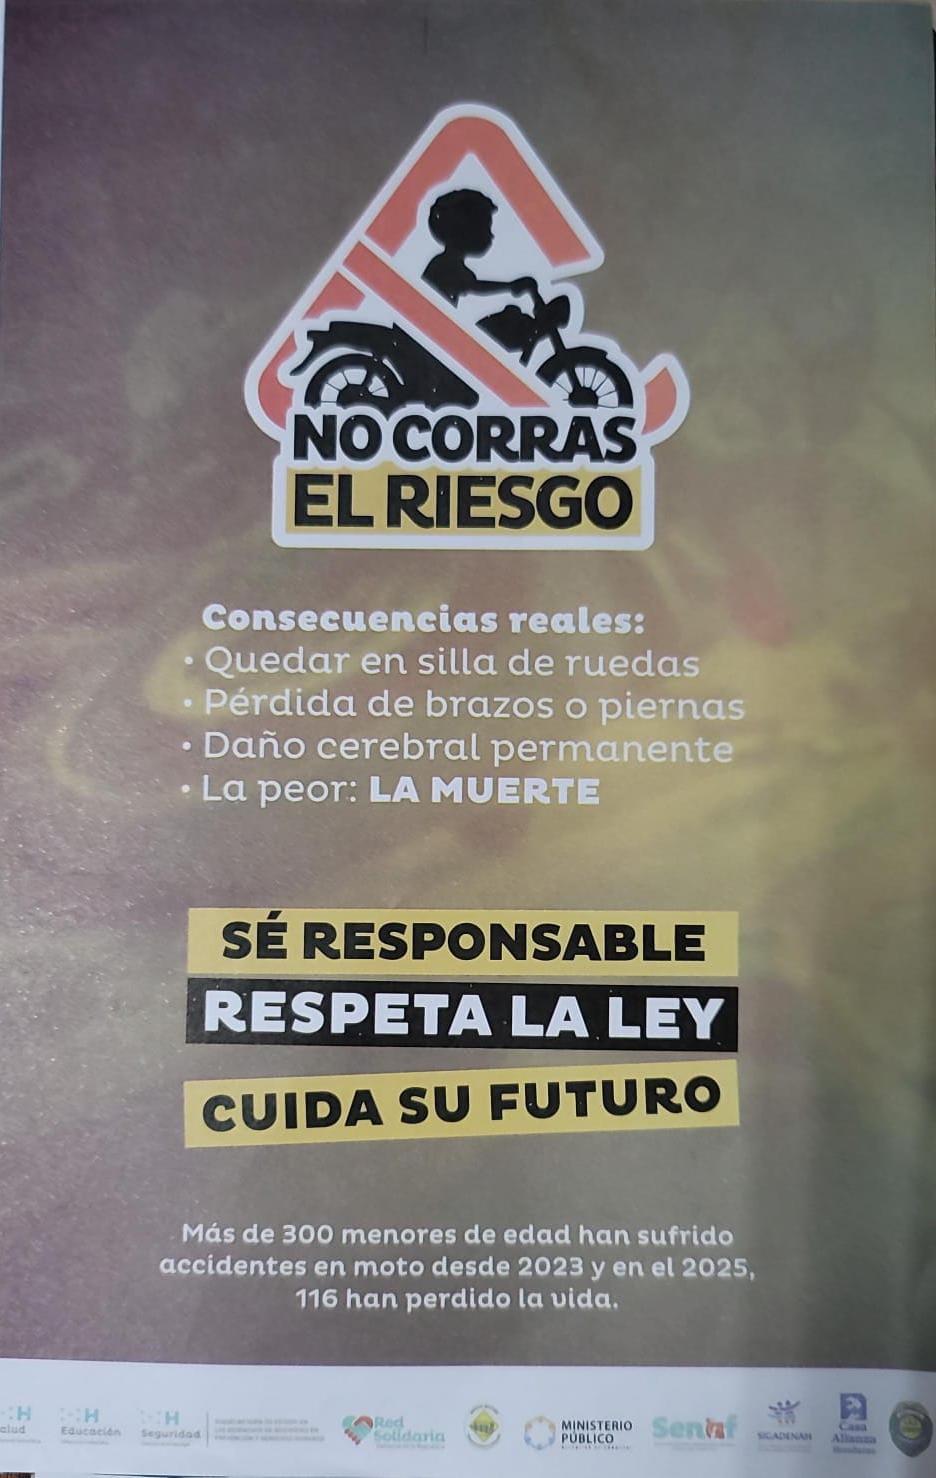 NO CORRAS
EL RIESGO
Consecuencias reales:
• Quedar en silla de ruedas
• Pérdida de brazos o piernas
• Daño cerebral permanente
• La peor: LA MUERTE
SÉ RESPONSABLE
RESPETA LA LEY
CUIDA SU FUTURO
Más de 300 menores de edad han sufrido
accidentes en moto desde 2023 y en el 2025,
116 han perdido la vida.
Educación
Seguridad
Red
Solidaria
MINISTERIO
PÚBLICO
Senaf
SIGADENAH
Casa
Alianza
Honduras